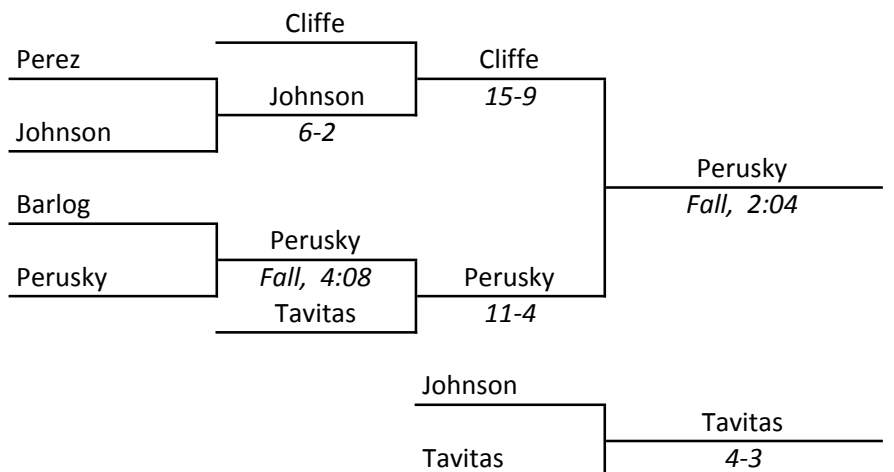 Cliffe
Perez
Cliffe
Johnson
15-9
Johnson
6-2
Perusky
Barlog
Fall, 2:04
Perusky
Perusky
Fall, 4:08
Perusky
Tavitas
11-4
Johnson
Tavitas
Tavitas
4-3